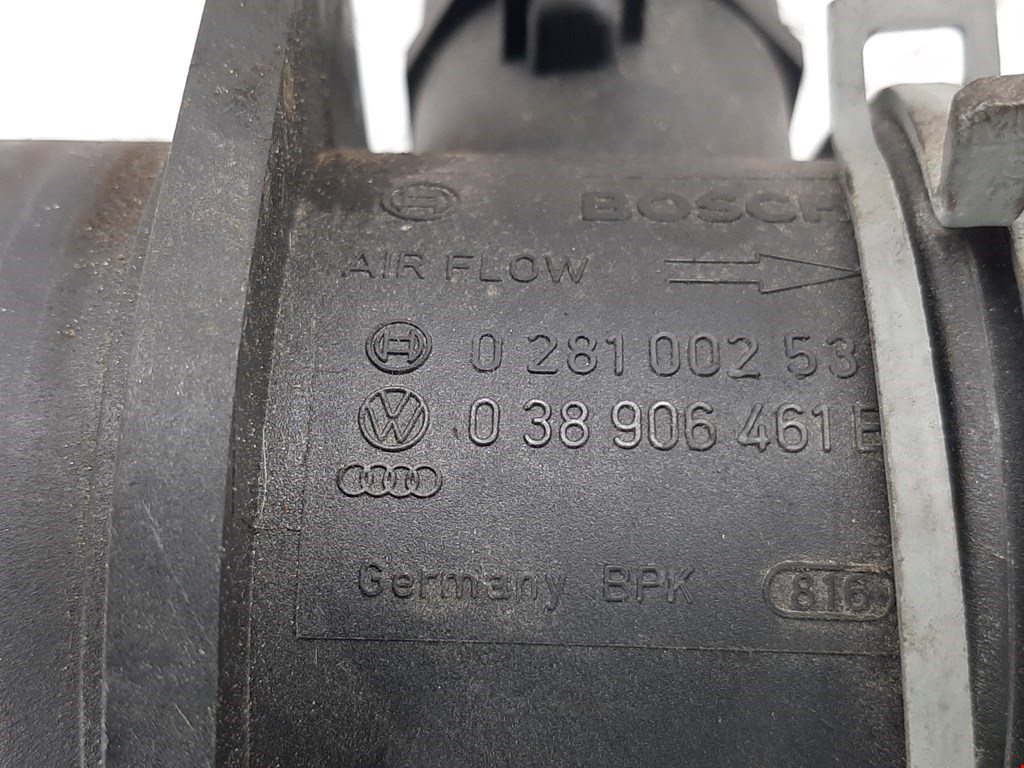 BOSCH
AIR FLOW
0 281 002 53
0 38 906 461
Germany BPK 816